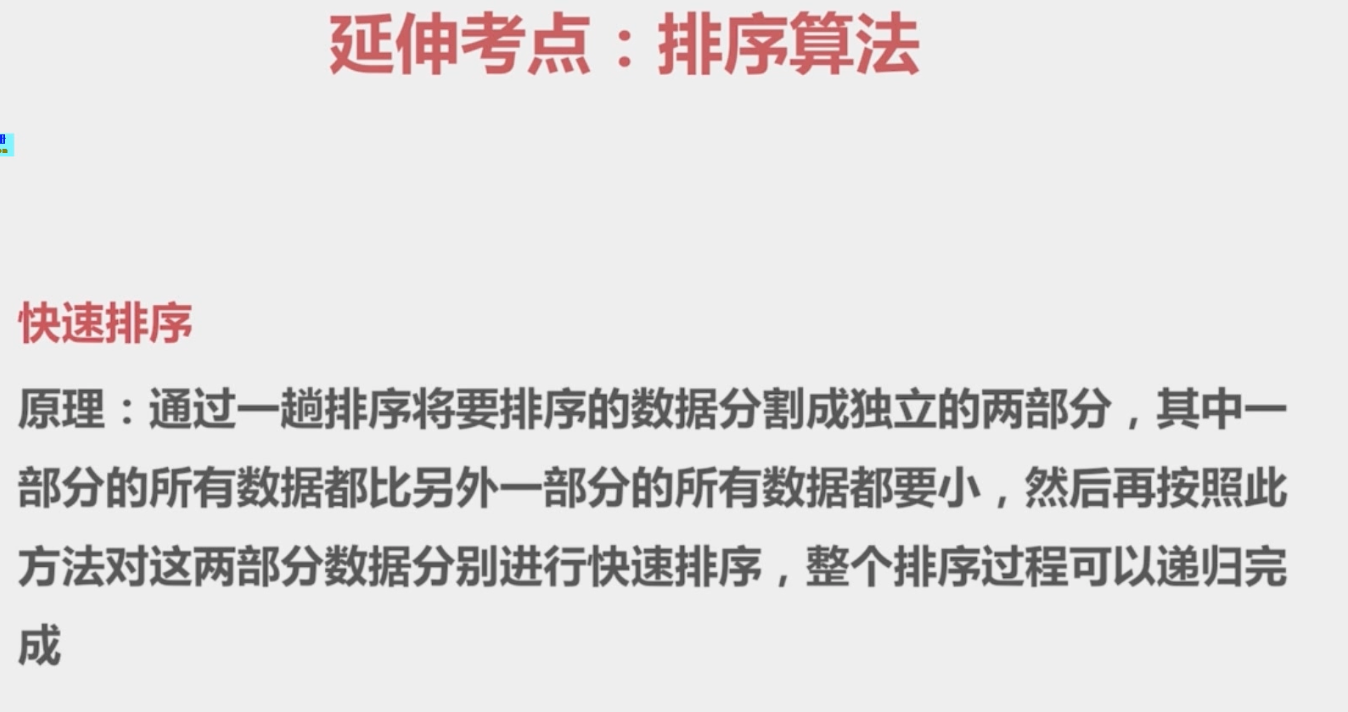 延伸考点：排序算法
快速排序
原理：通过一趟排序将要排序的数据分割成独立的两部分，其中一
部分的所有数据都比另外一部分的所有数据都要小，然后再按照此
方法对这两部分数据分别进行快速排序，整个排序过程可以递归完
成